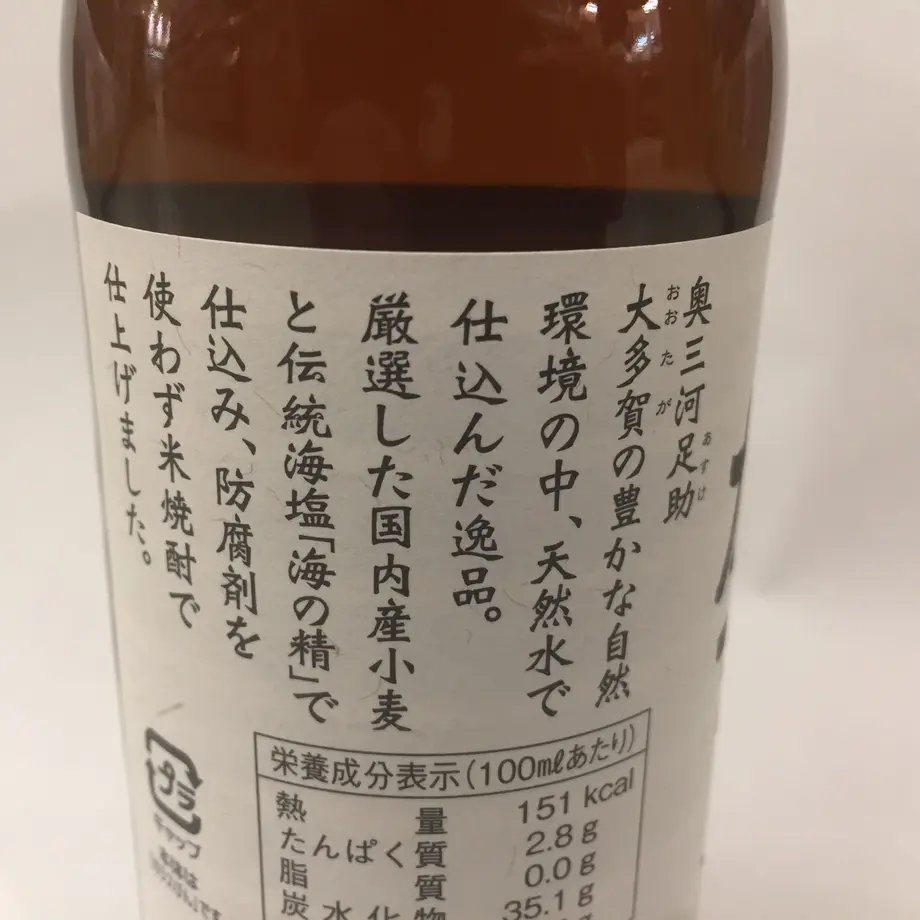 奥三河足助
あすけ
大多賀の豊かな自然
おおたが
環境の中、天然水で
仕込んだ逸品。
厳選した国内産小麦
と伝統海塩「海の精」で
仕込み、防腐剤を
使わず米焼酎で
仕上げました。
栄養成分表示(100mlあたり)
熱量 151 kcal
たんぱく質 2.8g
脂質 0.0g
炭水化物 35.1g
プラ
キャップ